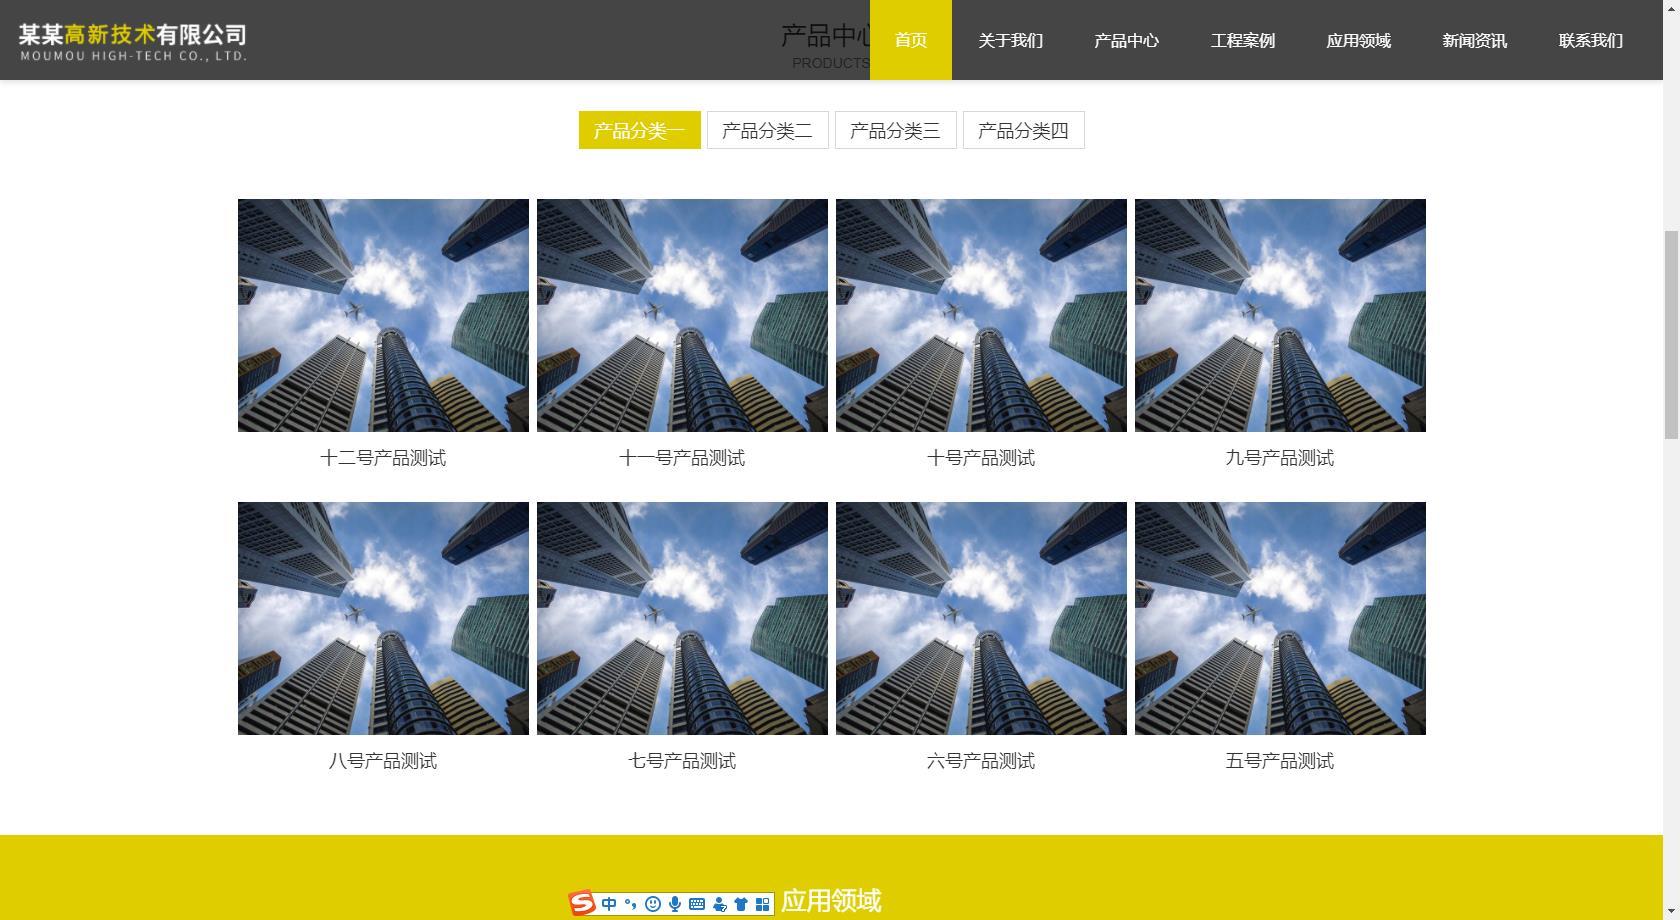 某某高新技术有限公司
MOUMOU HIGH-TECH CO., LTD.
产品中心
PRODUCTS
首页
关于我们
产品中心
工程案例
应用领域
新闻资讯
联系我们
产品分类一
产品分类二
产品分类三
产品分类四
十二号产品测试
十一号产品测试
十号产品测试
九号产品测试
八号产品测试
七号产品测试
六号产品测试
五号产品测试
S 中
应用领域